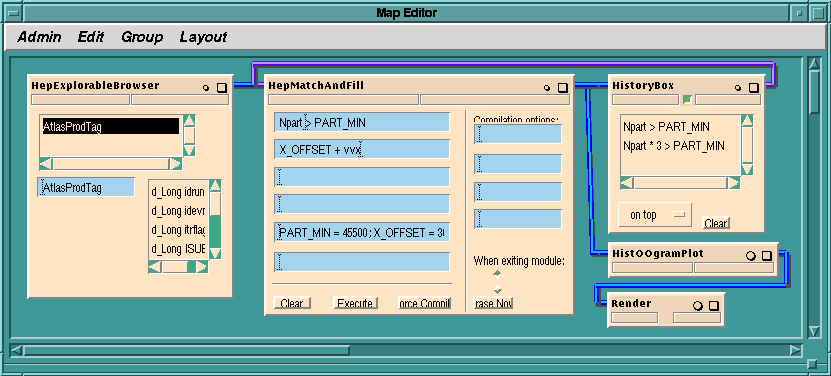 Map Editor
Admin Edit Group Layout
HepExplorableBrowser
AtlasProdTag
AtlasProdTag
d_Long idrun
d_Long idevr
d_Long itrflag
d_Long ISUB
HepMatchAndFill
Npart > PART_MIN
X_OFFSET + vvx
PART_MIN = 45500; X_OFFSET = 30
Clear Execute orce Compil
Compilation options:
When exiting module:
rase Nov
HistoryBox
Npart > PART_MIN
Npart * 3 > PART_MIN
on top
Clear
HistOOgramPlot
Render